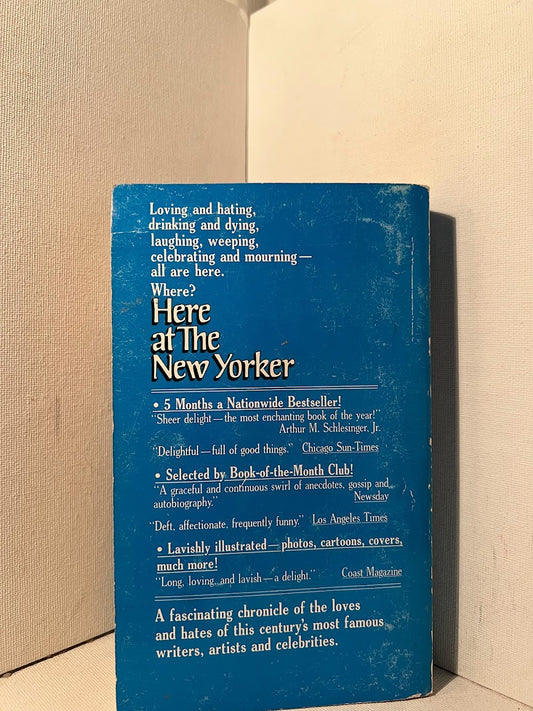 Loving and hating,
drinking and dying,
laughing, weeping,
celebrating and mourning—
all are here.
Where?
Here
at The
New Yorker
• 5 Months a Nationwide Bestseller!
"Sheer delight—the most enchanting book of the year!"
Arthur M. Schlesinger, Jr.
"Delightful—full of good things." Chicago Sun-Times
• Selected by Book-of-the-Month Club!
"A graceful and continuous swirl of anecdotes, gossip and
autobiography." Newsday
"Deft, affectionate, frequently funny." Los Angeles Times
• Lavishly illustrated—photos, cartoons, covers,
much more!
"Long, loving...and lavish—a delight." Coast Magazine
A fascinating chronicle of the loves
and hates of this century's most famous
writers, artists and celebrities.